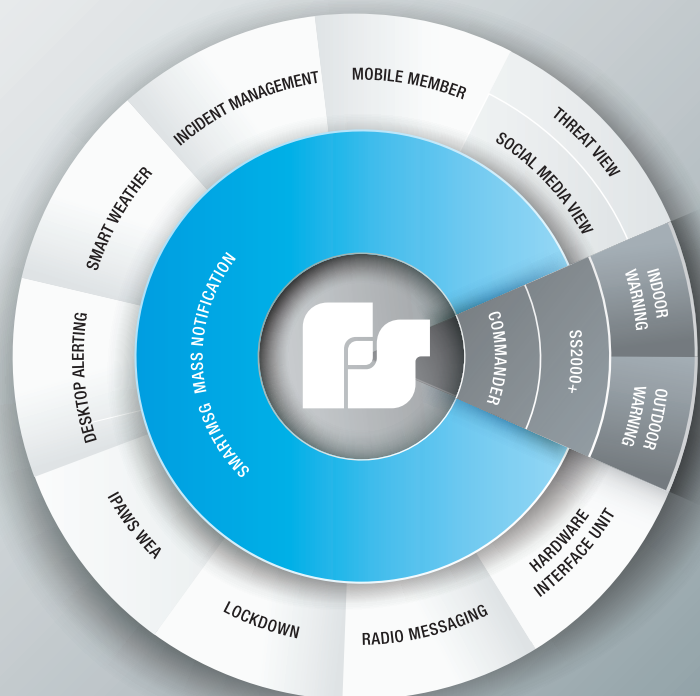 MOBILE MEMBER
THREAT VIEW
SOCIAL MEDIA VIEW
INDOOR
WARNING
OUTDOOR
WARNING
SS2000+
COMMANDER
HARDWARE
INTERFACE UNIT
RADIO MESSAGING
LOCKDOWN
IPAWS WEA
DESKTOP ALERTING
SMART WEATHER
INCIDENT MANAGEMENT
SMARTMSG MASS NOTIFICATION
fs